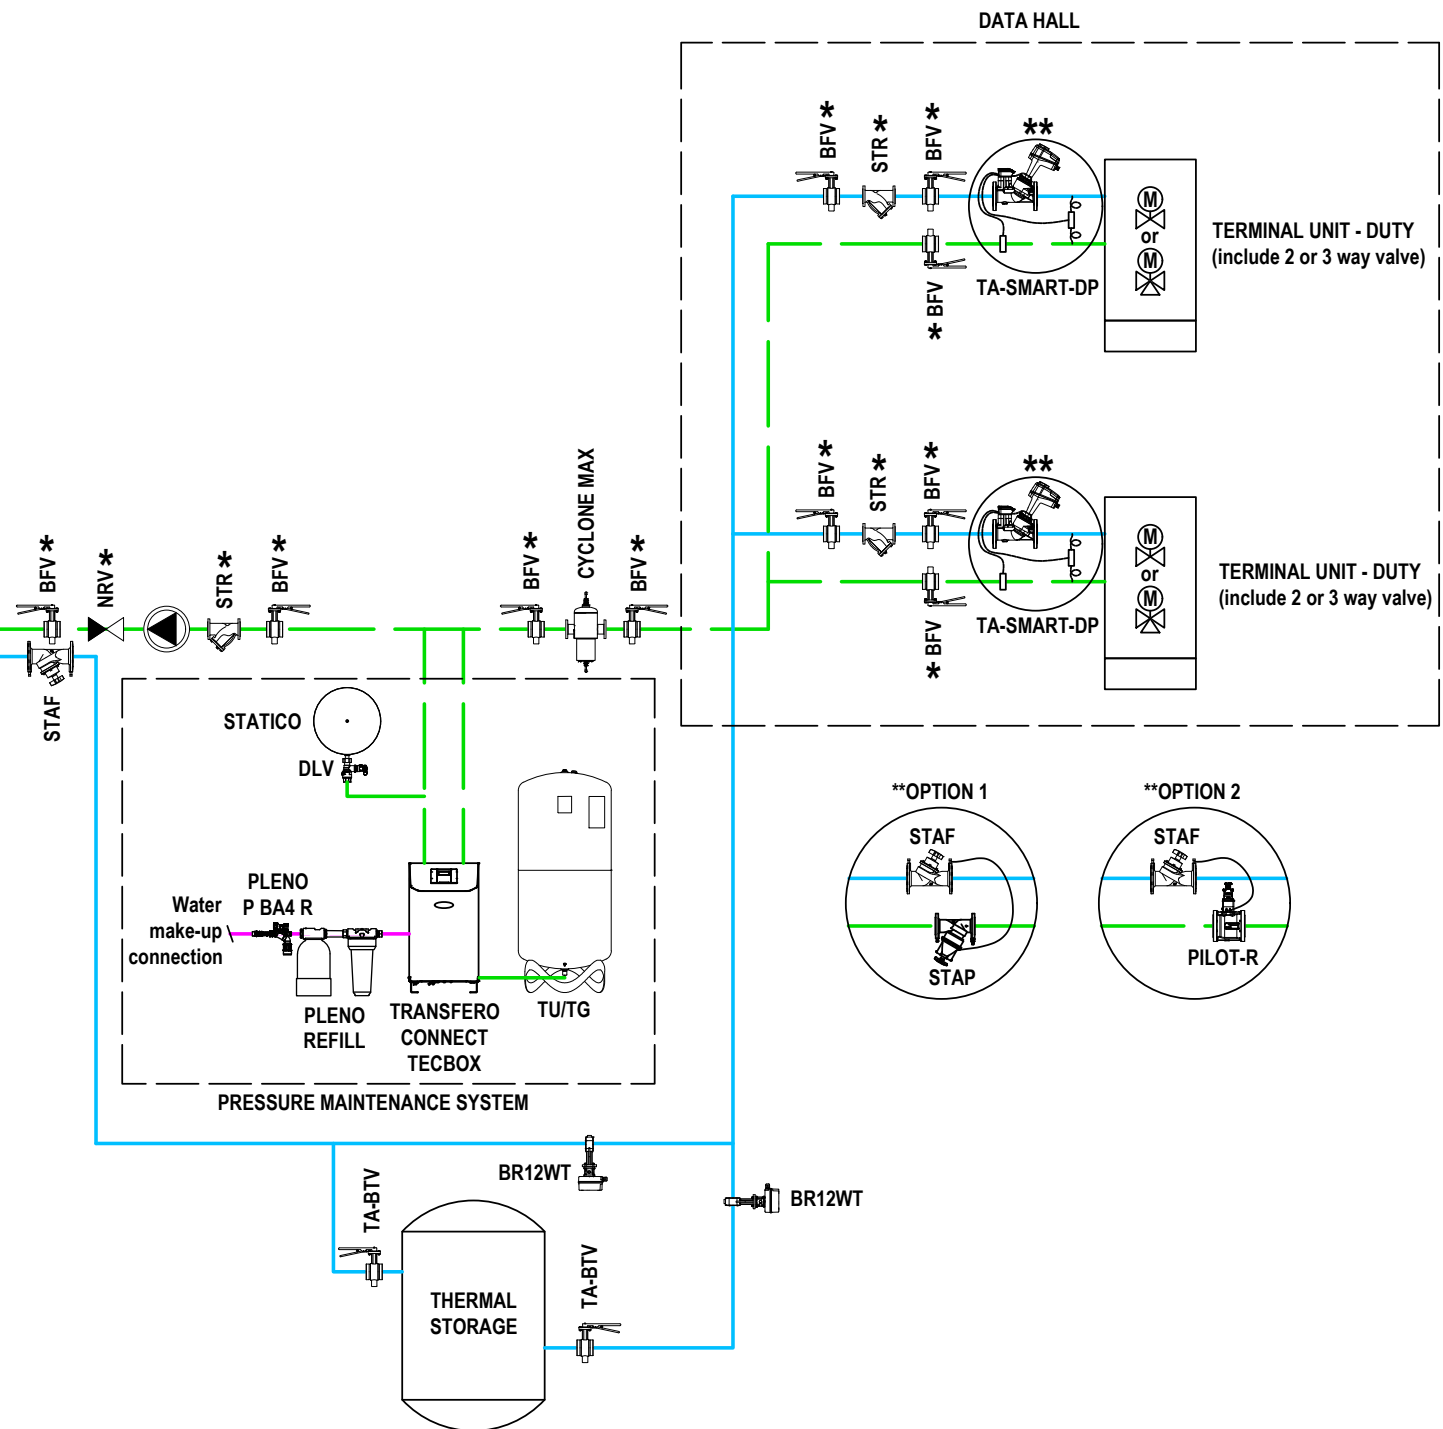 DATA HALL
BFV *
STR *
BFV *
**
M
or
M
TERMINAL UNIT - DUTY
(include 2 or 3 way valve)
TA-SMART-DP
* BFV
BFV *
STR *
BFV *
**
M
or
M
TERMINAL UNIT - DUTY
(include 2 or 3 way valve)
TA-SMART-DP
* BFV
BFV *
NRV *
STR *
BFV *
BFV *
CYCLONE MAX
BFV *
STAF
STATICO
DLV
PLENO
P BA4 R
Water
make-up
connection
PLENO
REFILL
TRANSFERO
CONNECT
TECBOX
TU/TG
PRESSURE MAINTENANCE SYSTEM
**OPTION 1
STAF
STAP
**OPTION 2
STAF
PILOT-R
BR12WT
BR12WT
TA-BTV
THERMAL
STORAGE
TA-BTV